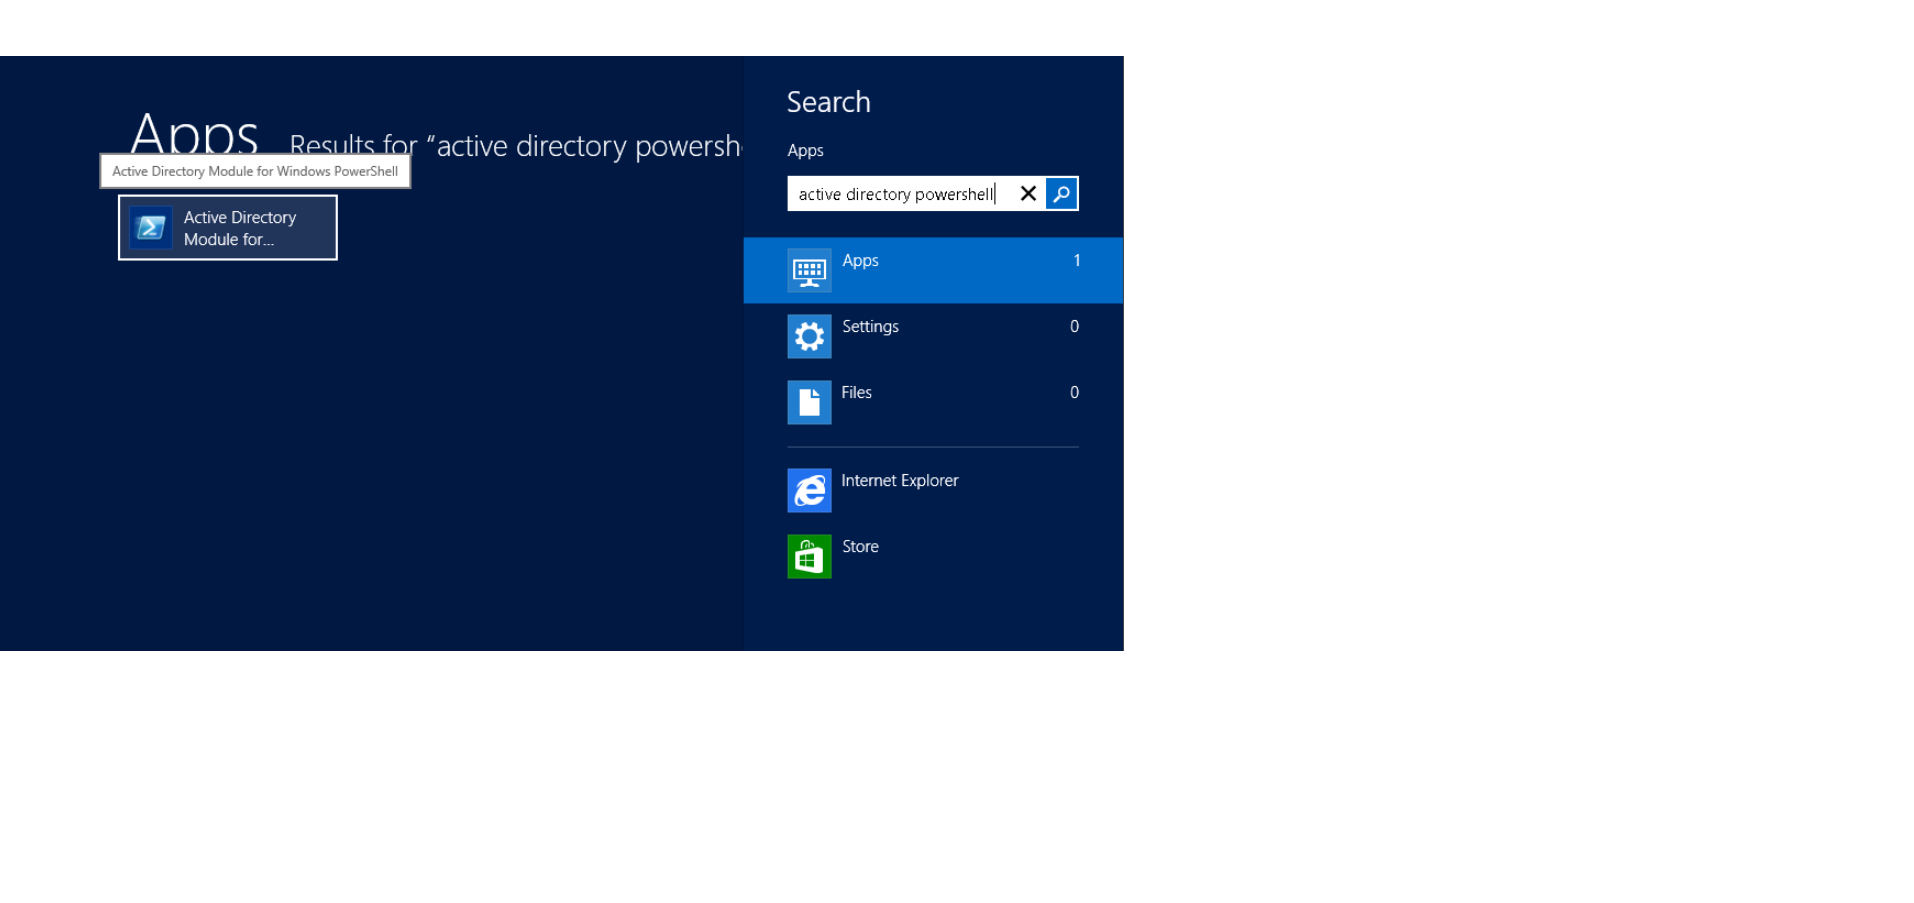 Apps
Results for “active directory powersh
Active Directory Module for Windows PowerShell
Active Directory
Module for...
Search
Apps
active directory powershell
Apps 1
Settings 0
Files 0
Internet Explorer
Store